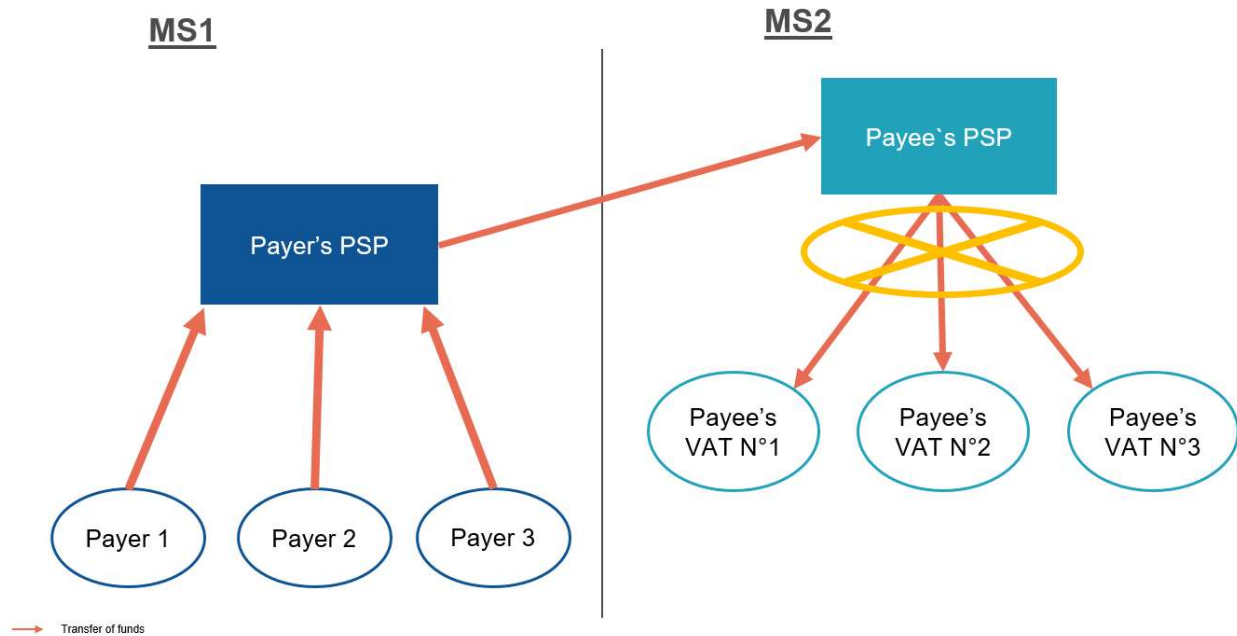 MS1
MS2
Payee`s PSP
Payer’s PSP
Payee’s
VAT N°1
Payee’s
VAT N°2
Payee’s
VAT N°3
Payer 1
Payer 2
Payer 3
Transfer of funds